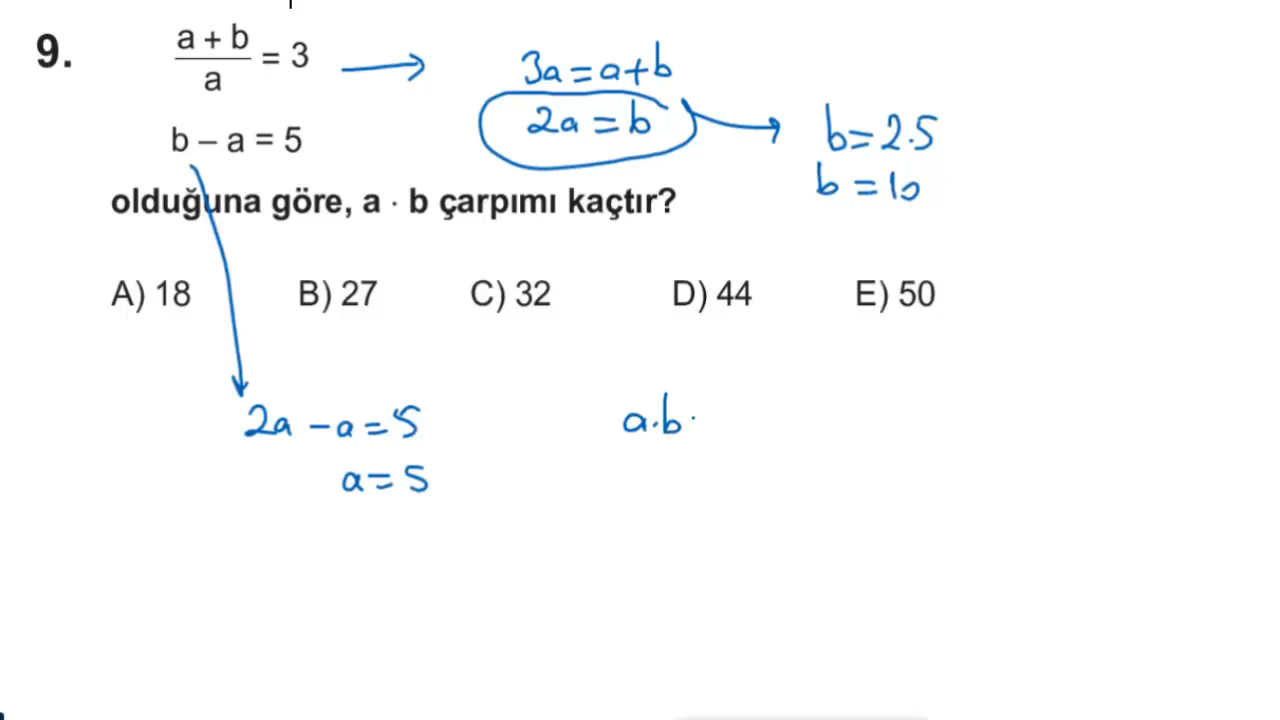 9.
a + b
a
= 3
3a = a + b
2a = b
b = 2.5
b = 10
b – a = 5
olduğuna göre, a · b çarpımı kaçtır?
A) 18 B) 27 C) 32 D) 44 E) 50
2a - a = 5
a = 5
a.b.